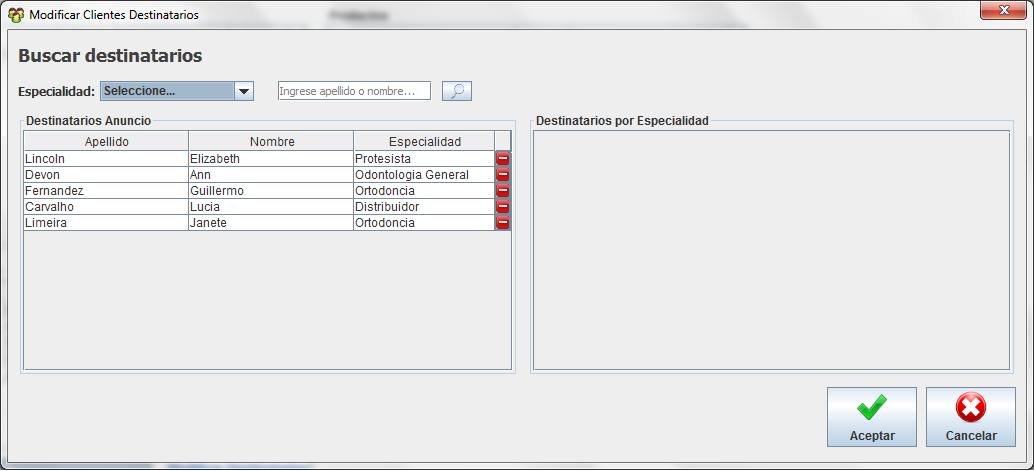 Modificar Clientes Destinatarios
Productos
Buscar destinatarios
Especialidad: Seleccione... Ingrese apellido o nombre...
Destinatarios Anuncio
Apellido Nombre Especialidad
Lincoln Elizabeth Protesista
Devon Ann Odontologia General
Fernandez Guillermo Ortodoncia
Carvalho Lucia Distribuidor
Limeira Janete Ortodoncia
Destinatarios por Especialidad
Aceptar Cancelar